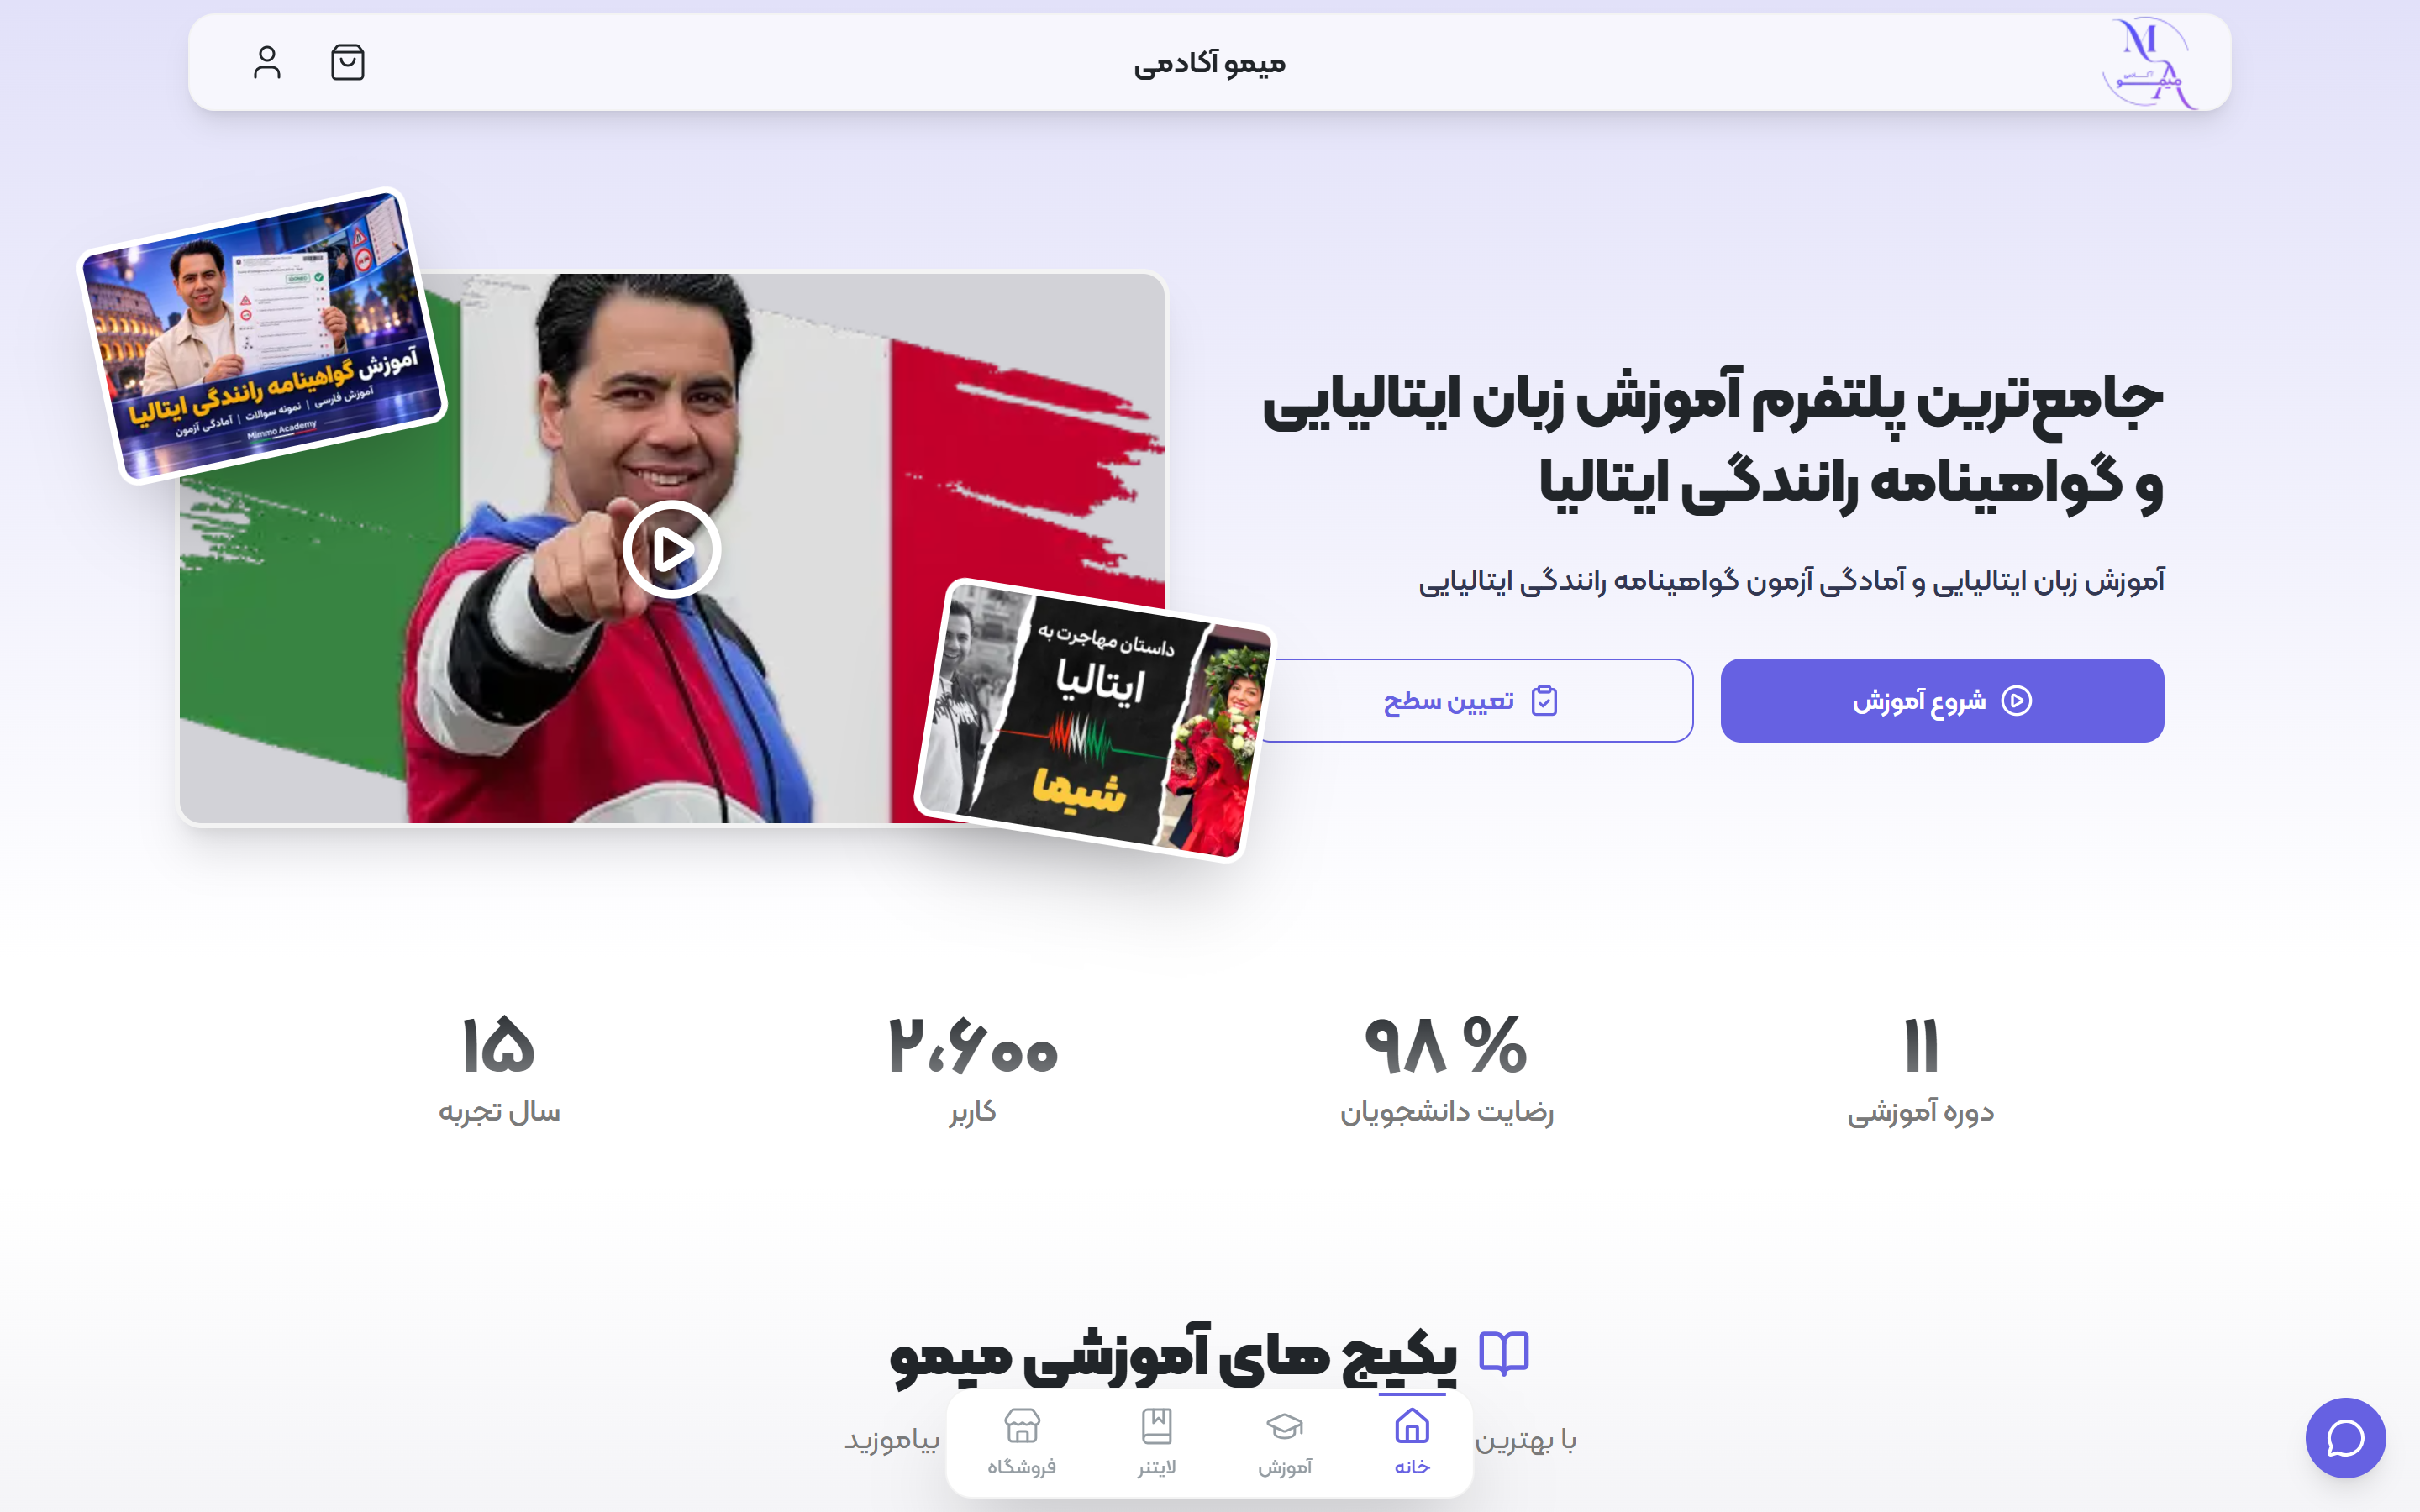 میمو آکادمی
جامع‌ترین پلتفرم آموزش زبان ایتالیایی
و گواهینامه رانندگی ایتالیا
آموزش زبان ایتالیایی و آمادگی آزمون گواهینامه رانندگی ایتالیایی
شروع آموزش
تعیین سطح
آموزش گواهینامه رانندگی ایتالیا
آموزش فارسی | نمونه سوالات | آمادگی آزمون
Mimmo Academy
داستان مهاجرت به
ایتالیا
شیما
۱۱
دوره آموزشی
۹۸ %
رضایت دانشجویان
۲،۶۰۰
کاربر
۱۵
سال تجربه
پکیج های آموزشی میمو
با بهترین
بیاموزید
خانه
آموزش
لایتنر
فروشگاه